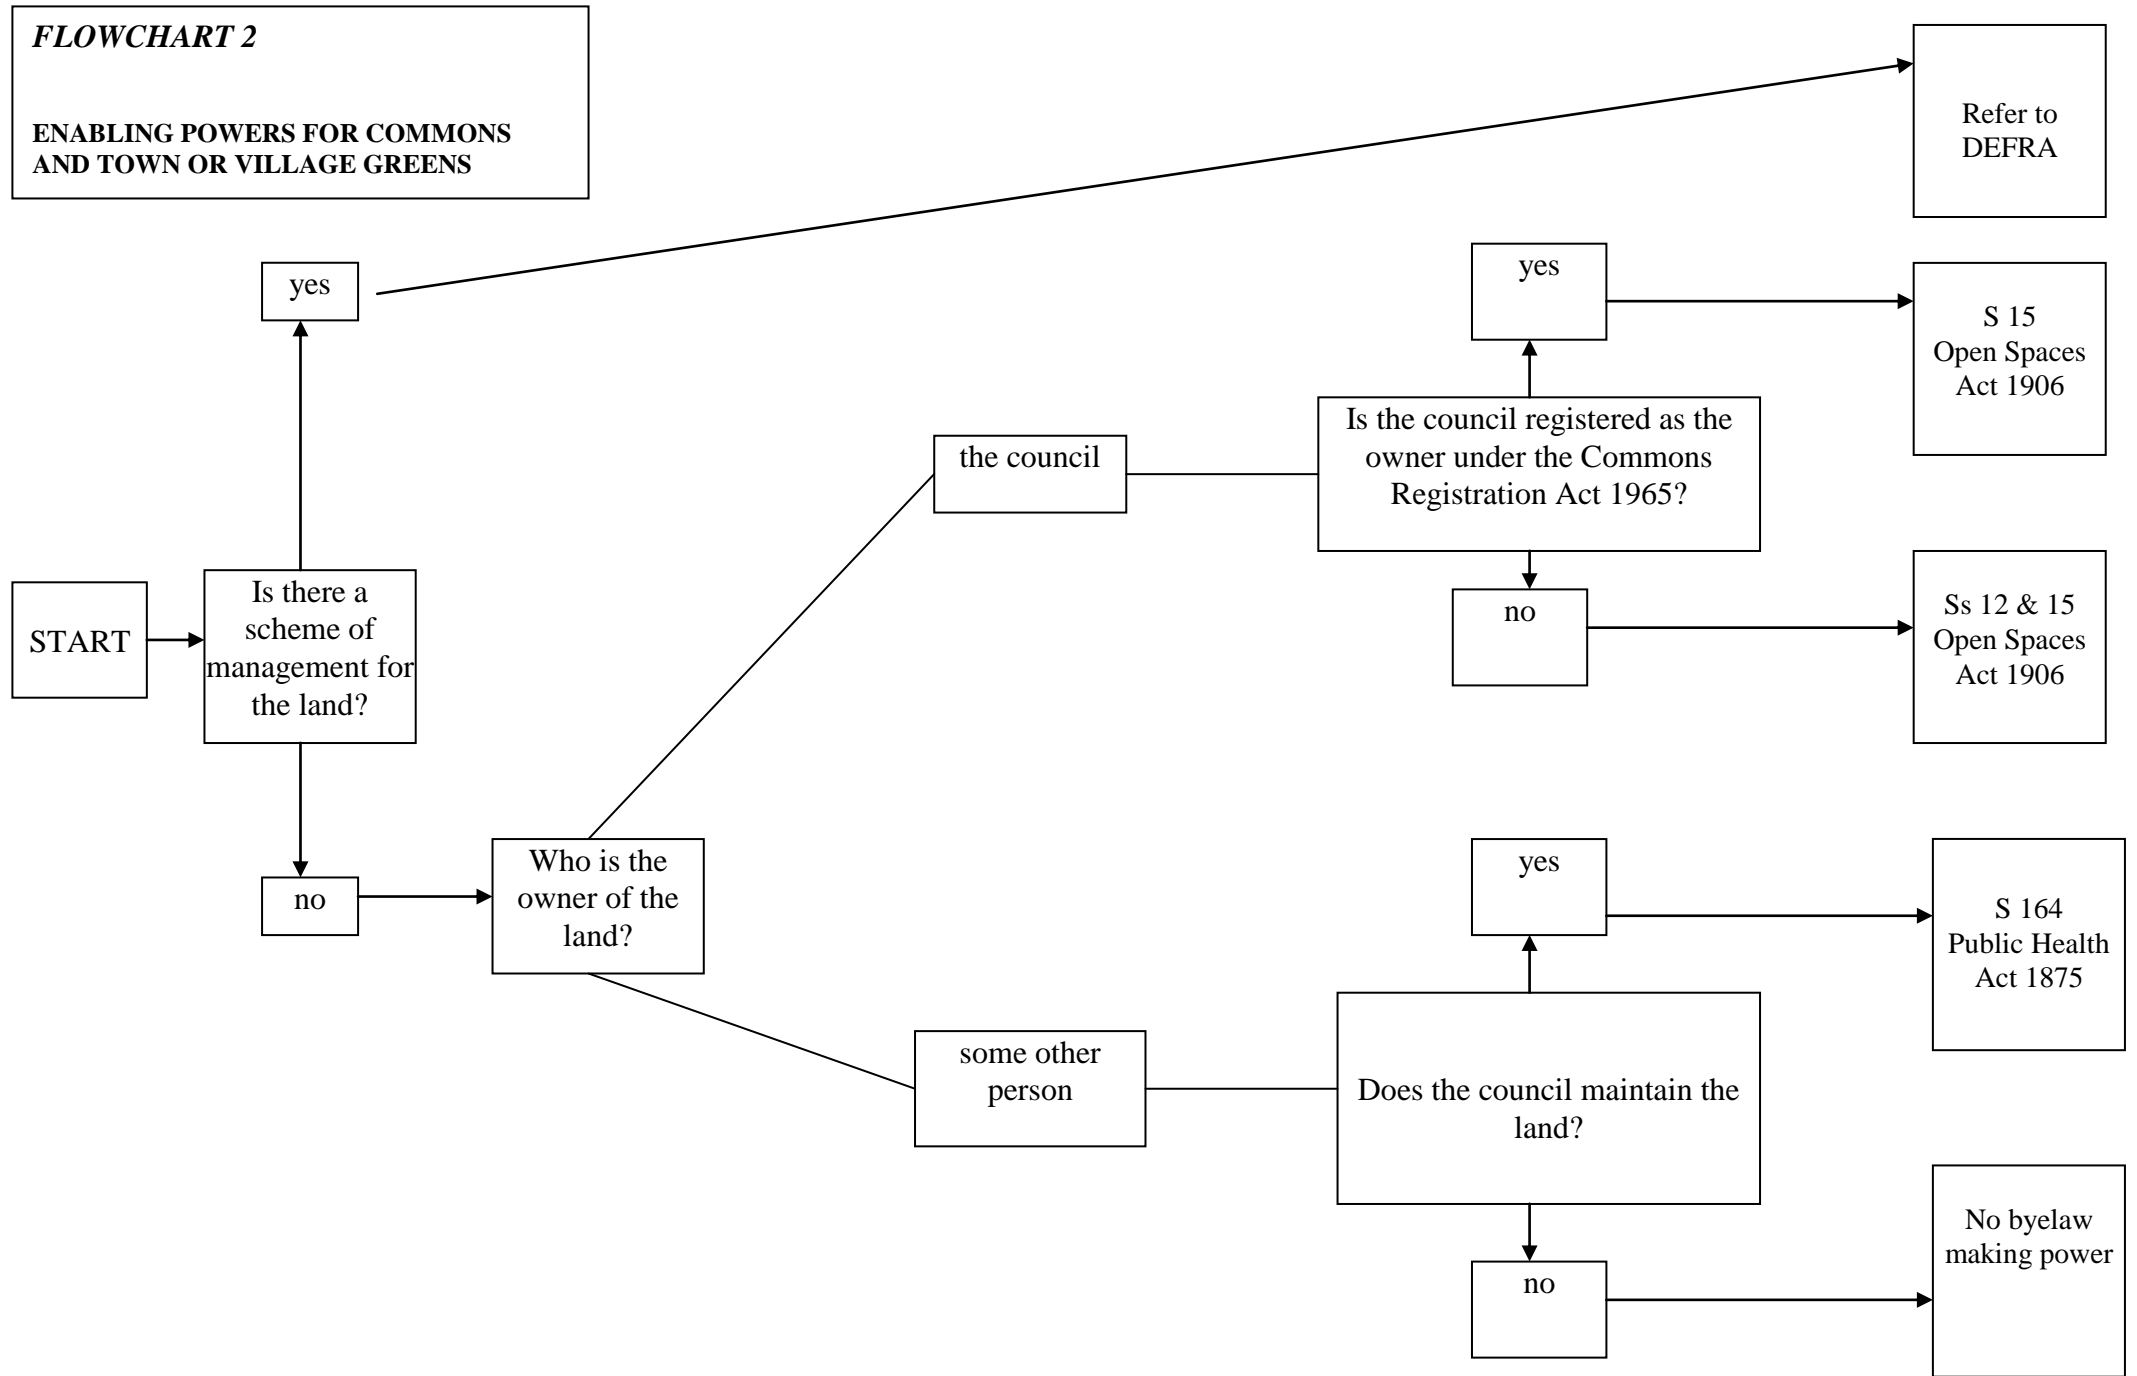 FLOWCHART 2
ENABLING POWERS FOR COMMONS
AND TOWN OR VILLAGE GREENS
Refer to
DEFRA
yes
yes
S 15
Open Spaces
Act 1906
Is the council registered as the
owner under the Commons
Registration Act 1965?
the council
START
Is there a
scheme of
management for
the land?
no
Ss 12 & 15
Open Spaces
Act 1906
no
Who is the
owner of the
land?
yes
S 164
Public Health
Act 1875
some other
person
Does the council maintain the
land?
no
No byelaw
making power